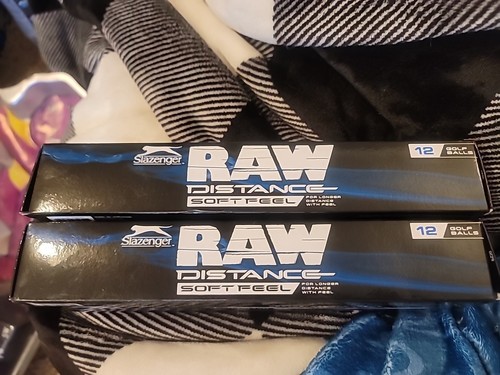 Slazenger
RAW
DISTANCE
SOFT FEEL
FOR LONGER
DISTANCE
WITH FEEL
12 GOLF
BALLS
Slazenger
RAW
DISTANCE
SOFT FEEL
FOR LONGER
DISTANCE
WITH FEEL
12 GOLF
BALLS